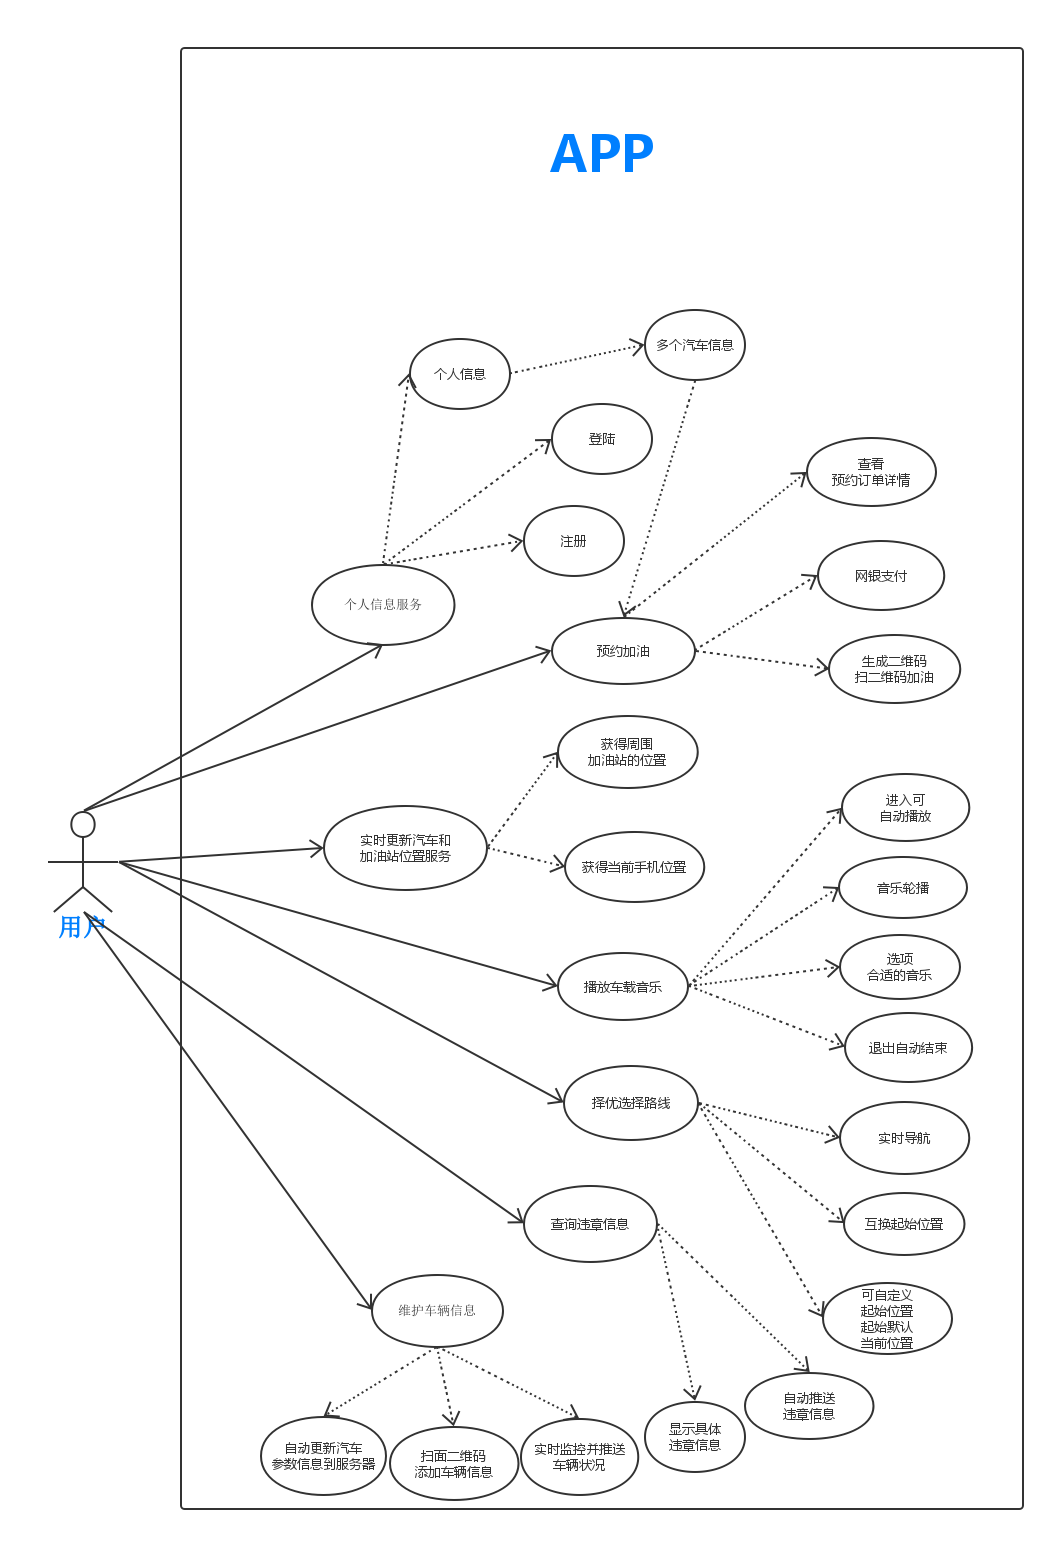 APP
多个汽车信息
个人信息
登陆
查看
预约订单详情
注册
网银支付
个人信息服务
预约加油
生成二维码
扫二维码加油
获得周围
加油站的位置
进入可
自动播放
实时更新汽车和
加油站位置服务
获得当前手机位置
音乐轮播
用户
选项
合适的音乐
播放车载音乐
退出自动结束
择优选择路线
实时导航
查询违章信息
互换起始位置
维护车辆信息
可自定义
起始位置
起始默认
当前位置
自动推送
违章信息
显示具体
违章信息
自动更新汽车
参数信息到服务器
扫面二维码
添加车辆信息
实时监控并推送
车辆状况